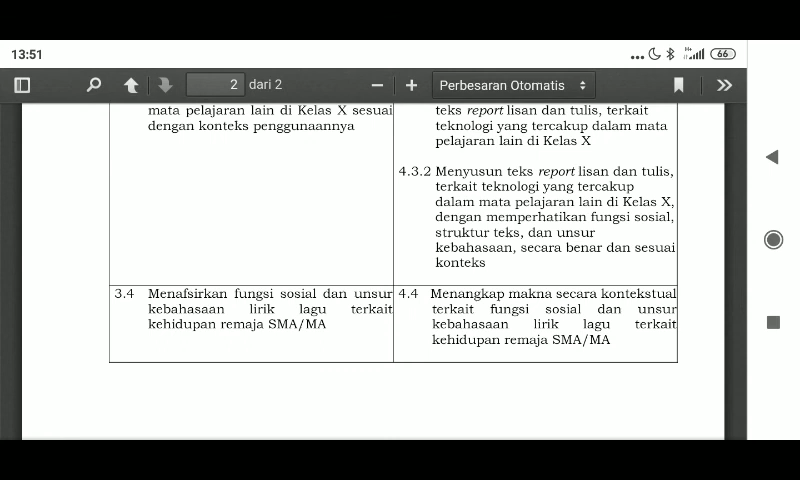 13:51
66
2 dari 2
Perbesaran Otomatis
mata pelajaran lain di Kelas X sesuai
dengan konteks penggunaannya
teks report lisan dan tulis, terkait
teknologi yang tercakup dalam mata
pelajaran lain di Kelas X
4.3.2 Menyusun teks report lisan dan tulis,
terkait teknologi yang tercakup
dalam mata pelajaran lain di Kelas X,
dengan memperhatikan fungsi sosial,
struktur teks, dan unsur
kebahasaan, secara benar dan sesuai
konteks
3.4 Menafsirkan fungsi sosial dan unsur
kebahasaan lirik lagu terkait
kehidupan remaja SMA/MA
4.4 Menangkap makna secara kontekstual
terkait fungsi sosial dan unsur
kebahasaan lirik lagu terkait
kehidupan remaja SMA/MA